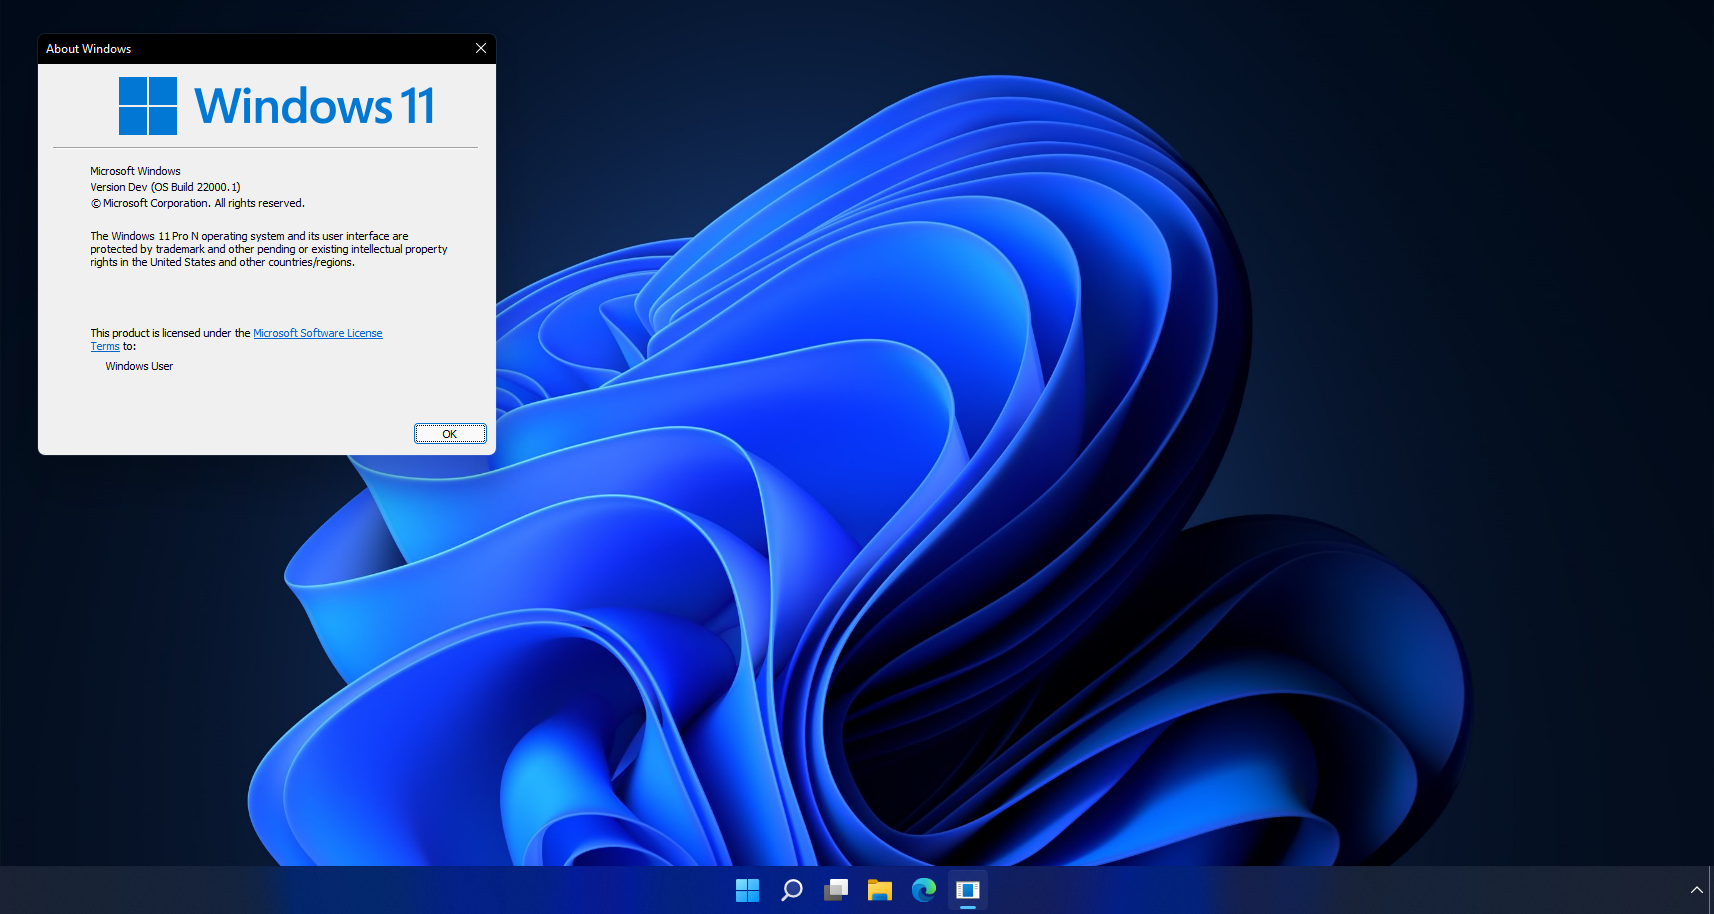 About Windows
Windows 11
Microsoft Windows
Version Dev (OS Build 22000.1)
© Microsoft Corporation. All rights reserved.
The Windows 11 Pro N operating system and its user interface are
protected by trademark and other pending or existing intellectual property
rights in the United States and other countries/regions.
This product is licensed under the Microsoft Software License
Terms to:
Windows User
OK